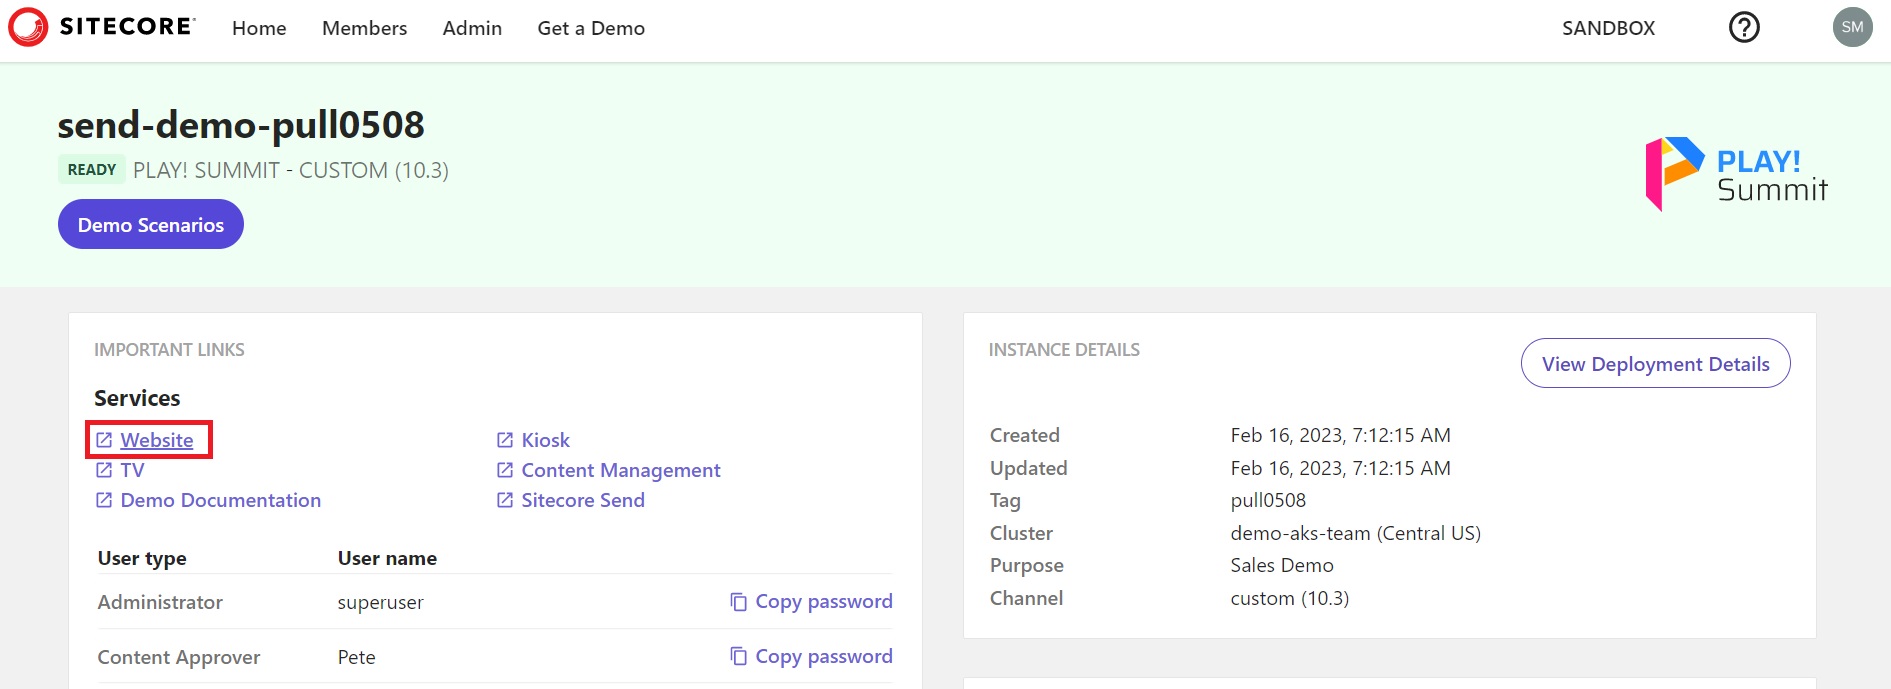 SITECORE Home Members Admin Get a Demo SANDBOX ? SM
send-demo-pull0508
READY PLAY! SUMMIT - CUSTOM (10.3)
Demo Scenarios
PLAY!
Summit
IMPORTANT LINKS
Services
Website Kiosk
TV Content Management
Demo Documentation Sitecore Send
User type User name
Administrator superuser Copy password
Content Approver Pete Copy password
INSTANCE DETAILS
View Deployment Details
Created Feb 16, 2023, 7:12:15 AM
Updated Feb 16, 2023, 7:12:15 AM
Tag pull0508
Cluster demo-aks-team (Central US)
Purpose Sales Demo
Channel custom (10.3)